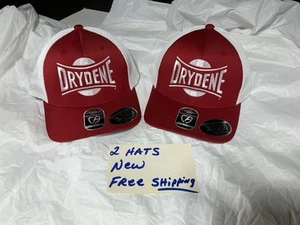 DRYDENE
DRYDENE
2 HATS
New
Free Shipping